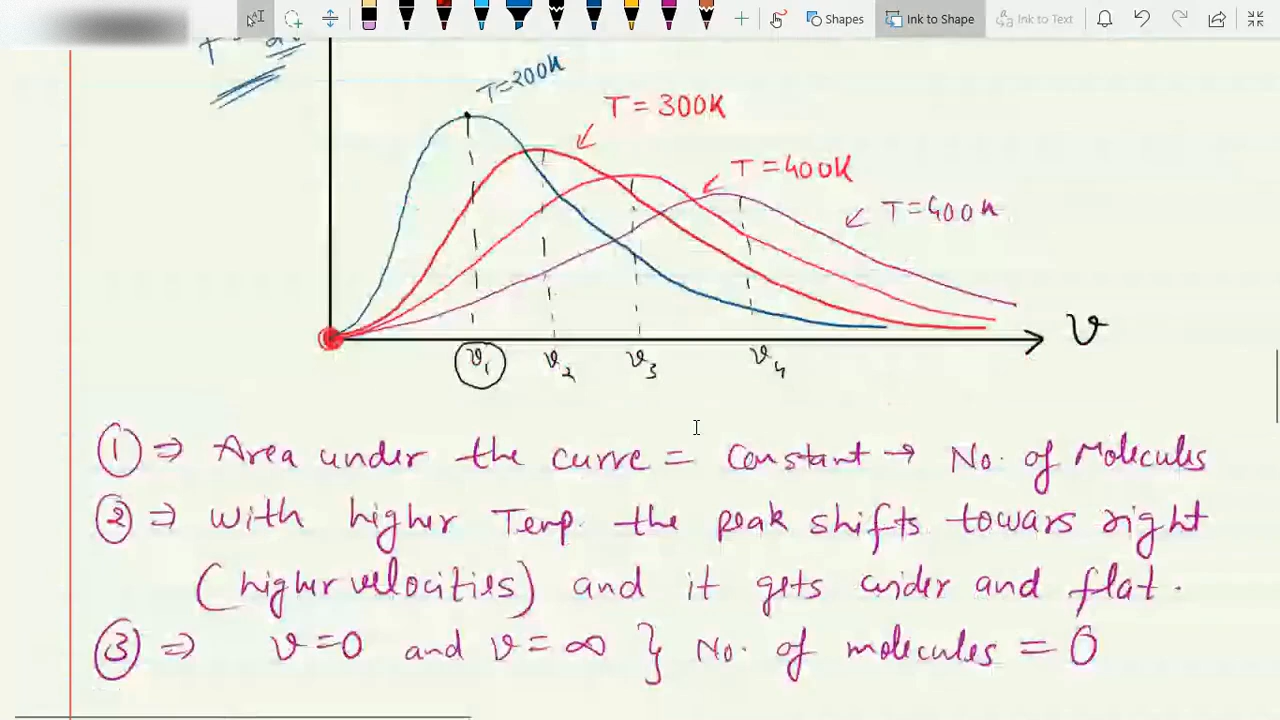 Shapes Ink to Shape Ink to Text
T=200K
T = 300K
T = 400K
T = 400K
v
v1 v2 v3 v4
① ⇒ Area under the curve = Constant → No. of Molecules
② ⇒ with higher Temp. the peak shifts towars right
(higher velocities) and it gets wider and flat.
③ ⇒ v=0 and v=∞ } No. of molecules = 0